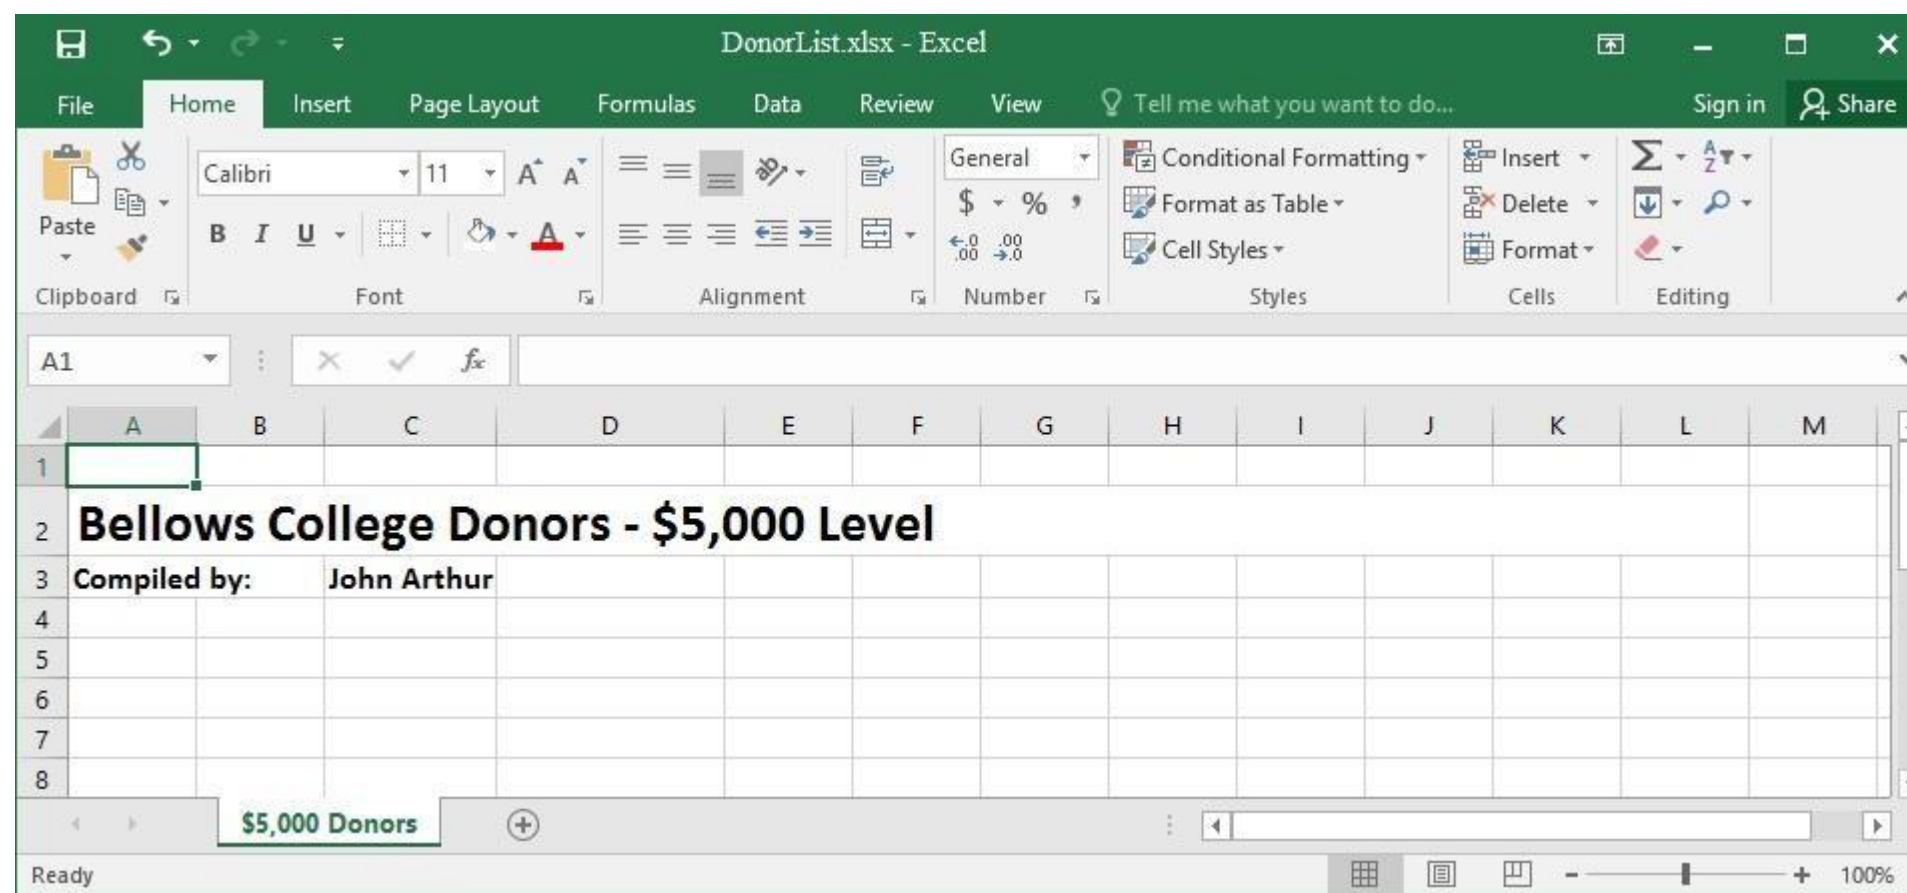 DonorList.xlsx - Excel
File Home Insert Page Layout Formulas Data Review View Tell me what you want to do... Sign in Share
Calibri 11 General Conditional Formatting Insert
$ % , Format as Table Delete
Paste B I U A .00 .0 Cell Styles Format
Clipboard Font Alignment Number Styles Cells Editing
A1 fx
A B C D E F G H I J K L M
1
2 Bellows College Donors - $5,000 Level
3 Compiled by: John Arthur
4
5
6
7
8
$5,000 Donors
Ready 100%